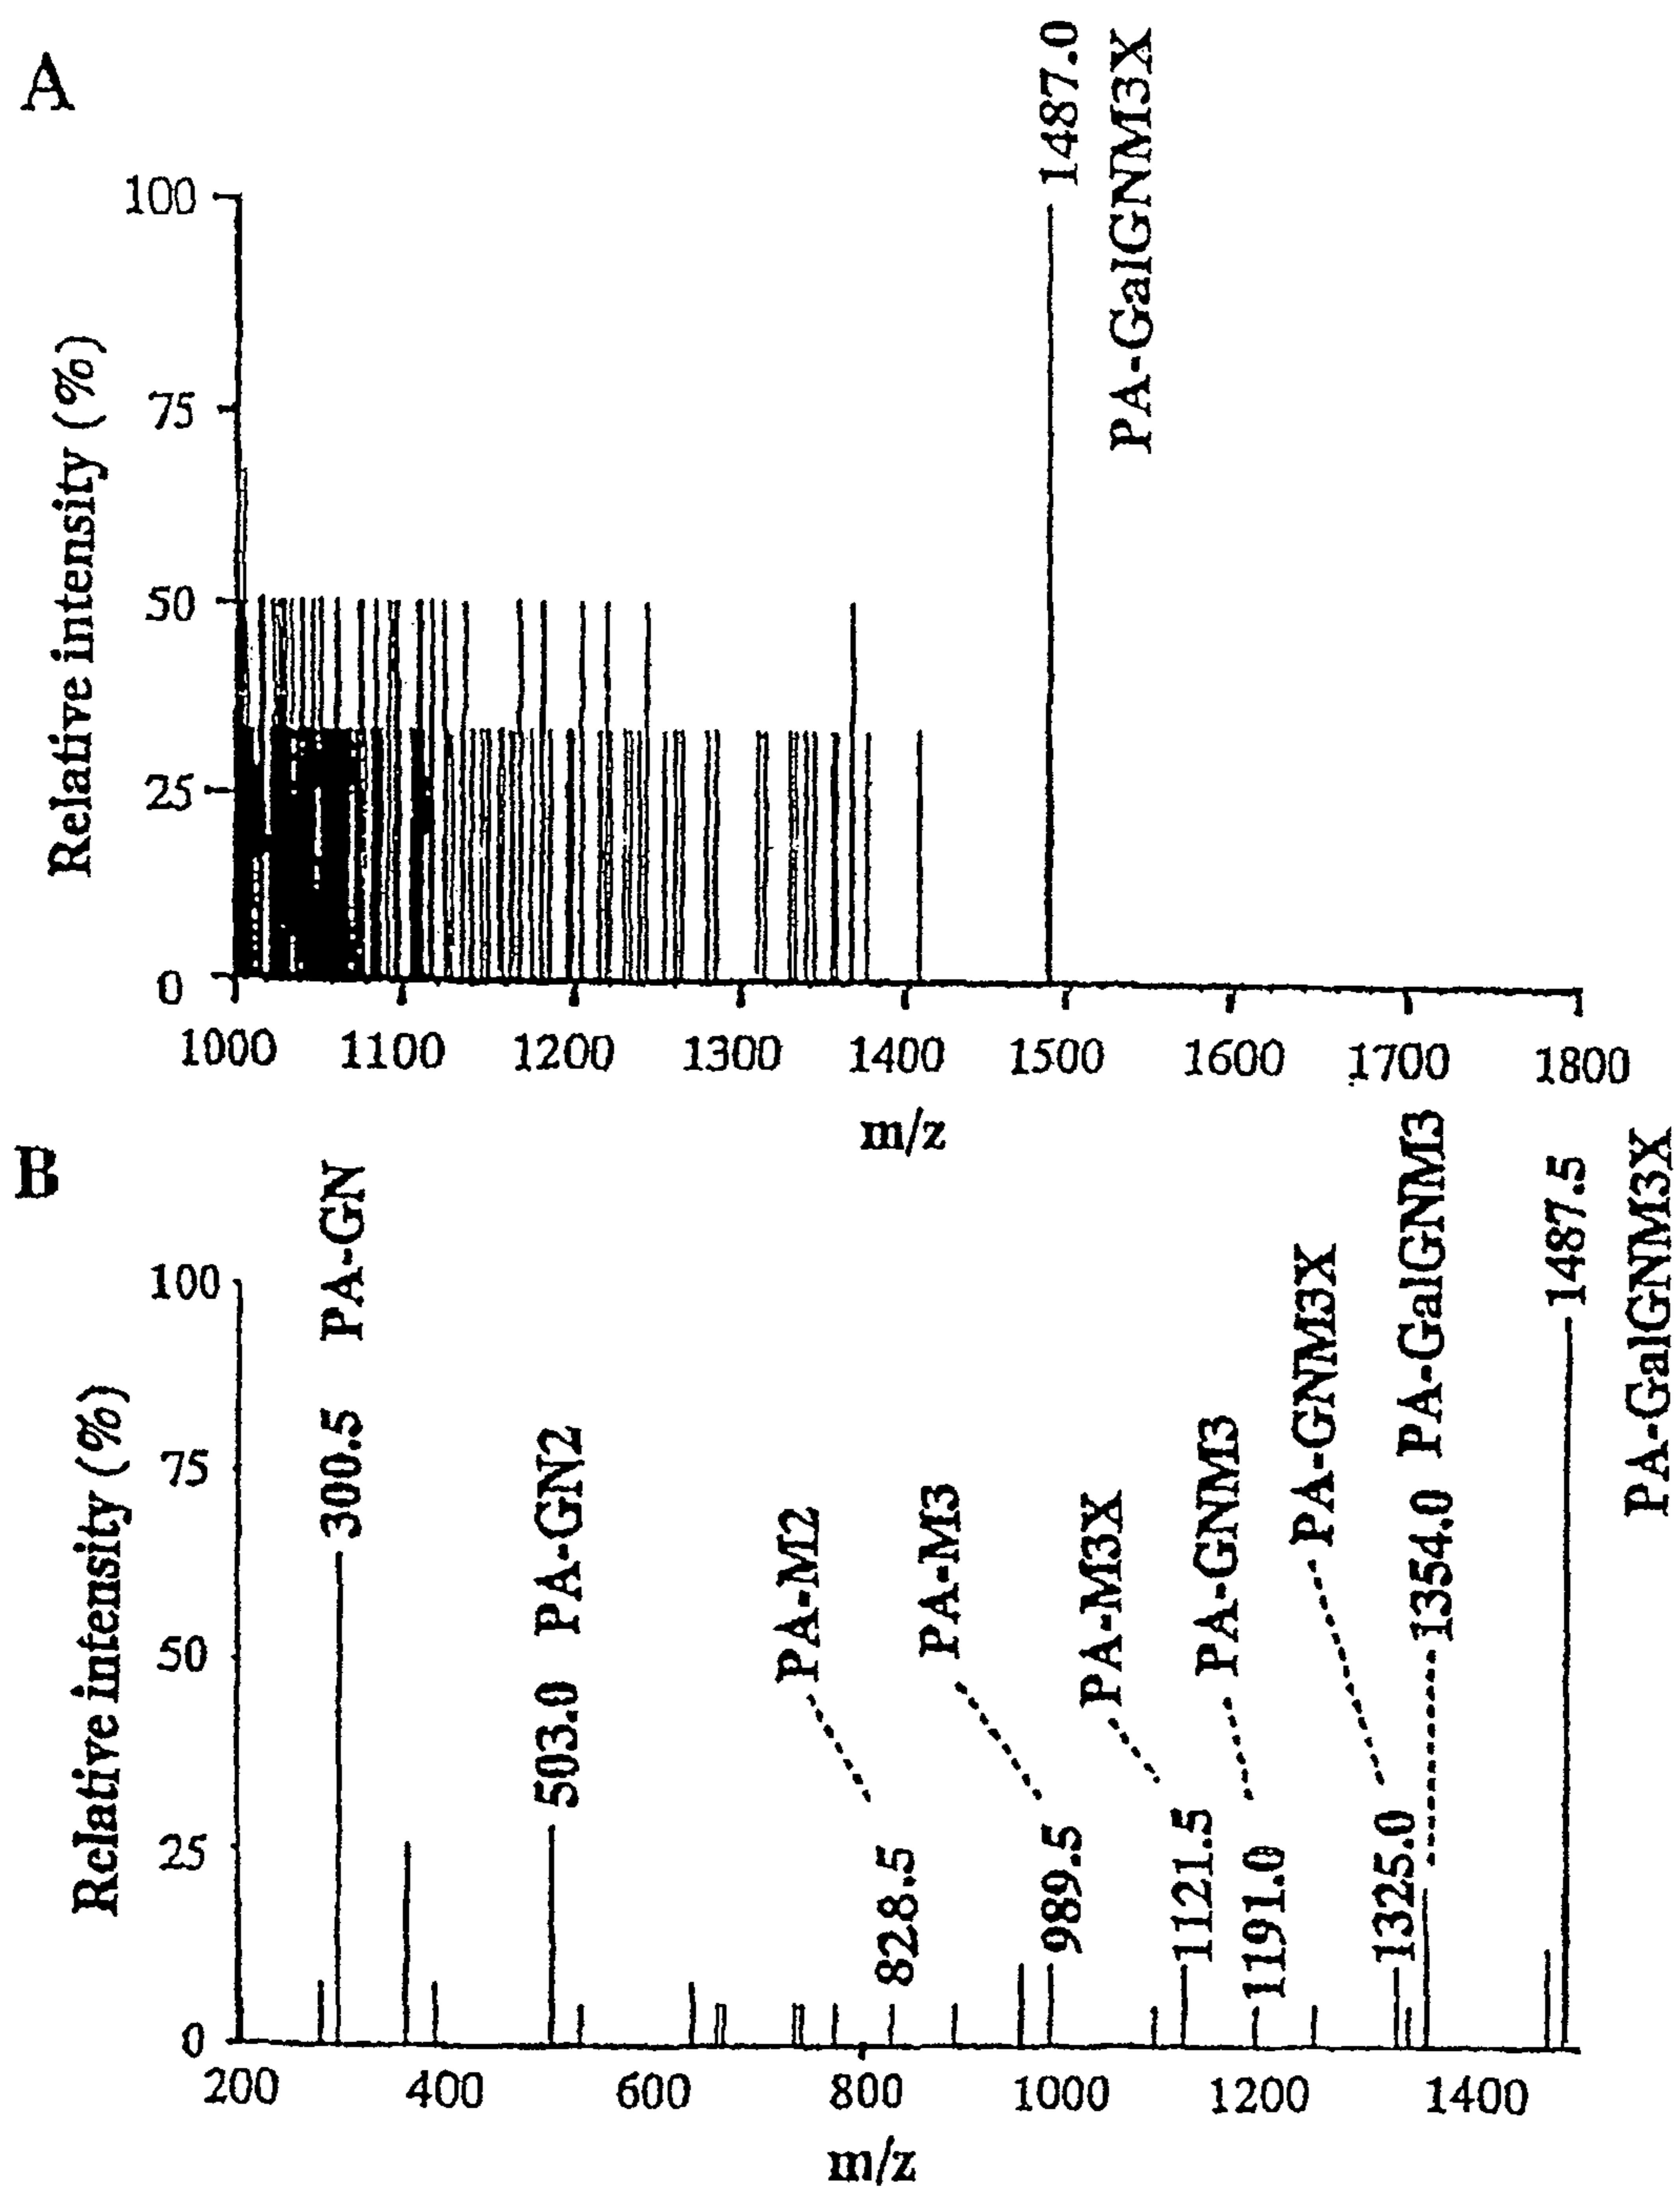 A
1487.0
PA-GalGNM3X
Relative intensity (%)
100
75
50
25
0
1000 1100 1200 1300 1400 1500 1600 1700 1800
m/z
B
Relative intensity (%)
100
75
50
25
0
300.5 PA-GN
503.0 PA-GN2
PA-M2
828.5
PA-M3
989.5
PA-M3X
1121.5
PA-GNM3
1191.0
PA-GNM3X
1325.0
1354.0 PA-GalGNM3
1487.5
PA-GalGNM3X
200 400 600 800 1000 1200 1400
m/z